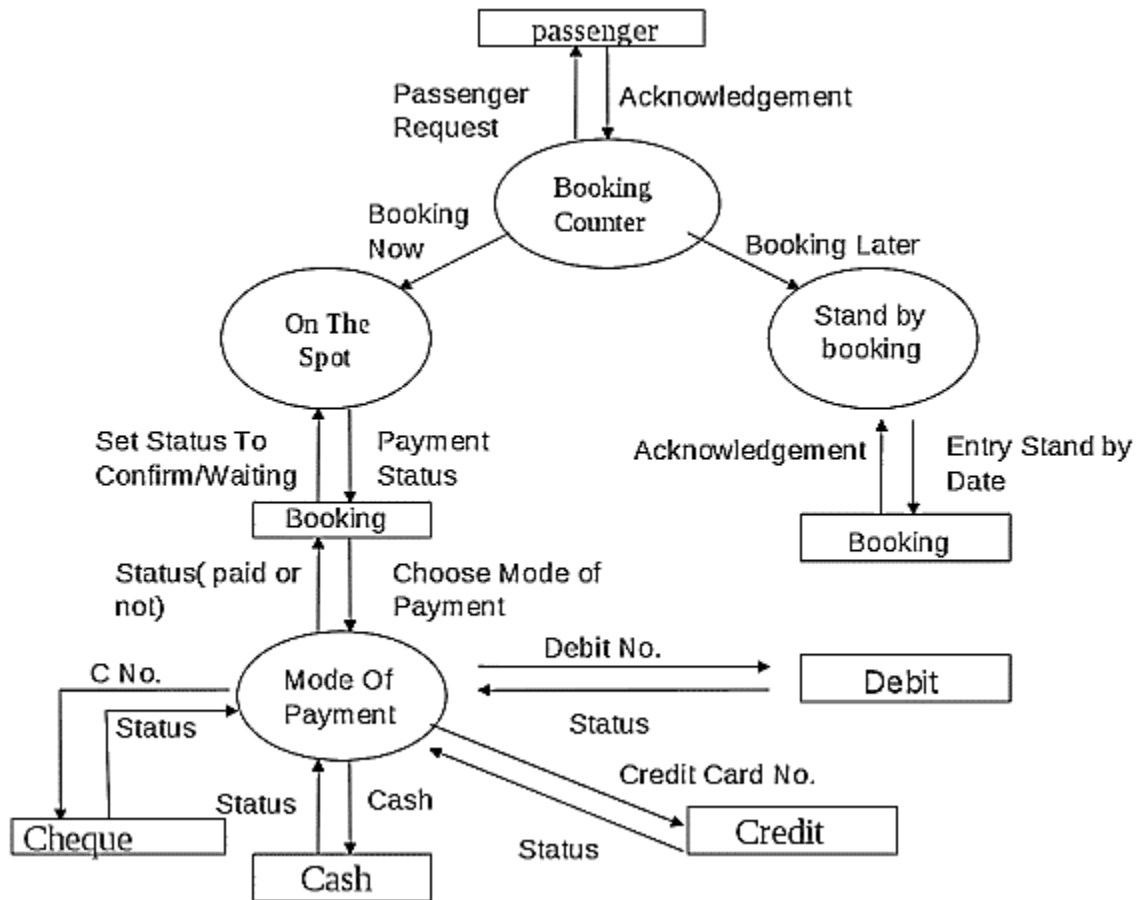 passenger
Passenger
Request
Acknowledgement
Booking
Counter
Booking
Now
Booking Later
On The
Spot
Stand by
booking
Set Status To
Confirm/Waiting
Payment
Status
Acknowledgement
Entry Stand by
Date
Booking
Booking
Status( paid or
not)
Choose Mode of
Payment
Mode Of
Payment
Debit No.
Debit
Status
C No.
Status
Credit Card No.
Status
Cash
Credit
Status
Cheque
Cash